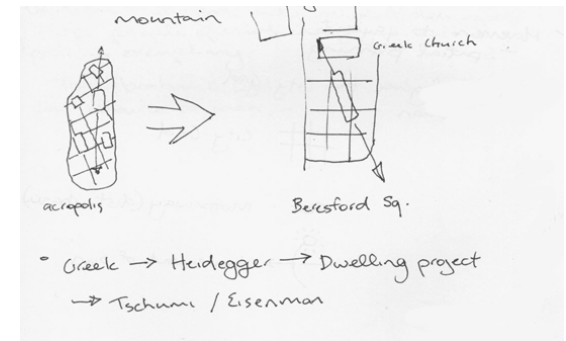 mountain
Greek Church
acropolis
Beresford Sq.
• Greek → Heidegger → Dwelling project
→ Tschumi / Eisenman